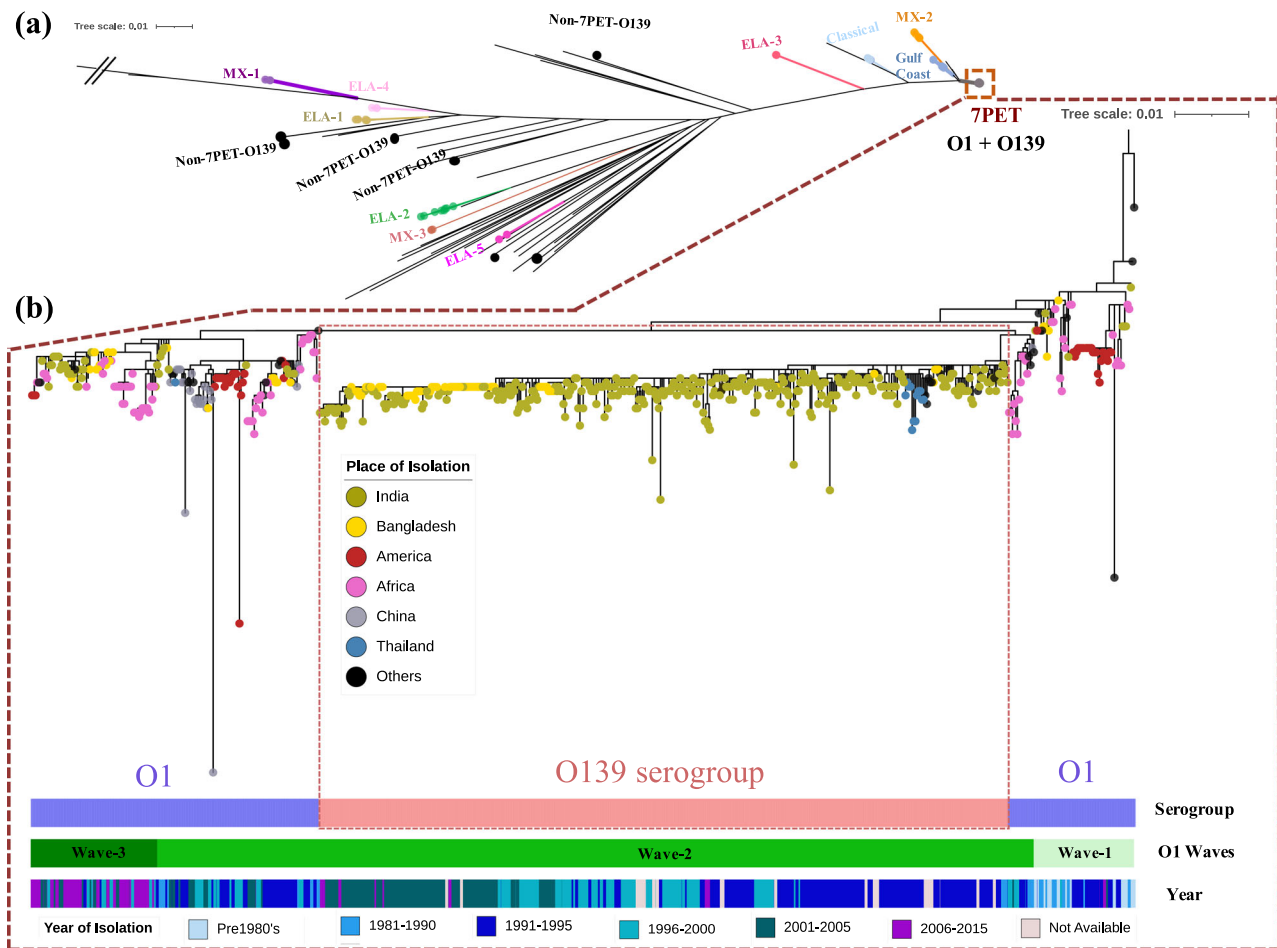 (a)
Tree scale: 0.01
Non-7PET-O139
MX-2
Classical
ELA-3
Gulf
Coast
MX-1
ELA-4
ELA-1
7PET
O1 + O139
Tree scale: 0.01
Non-7PET-O139
Non-7PET-O139
Non-7PET-O139
ELA-2
MX-3
ELA-5
(b)
Place of Isolation
India
Bangladesh
America
Africa
China
Thailand
Others
O1
O139 serogroup
O1
Serogroup
Wave-3
Wave-2
Wave-1
O1 Waves
Year
Year of Isolation
Pre1980's
1981-1990
1991-1995
1996-2000
2001-2005
2006-2015
Not Available